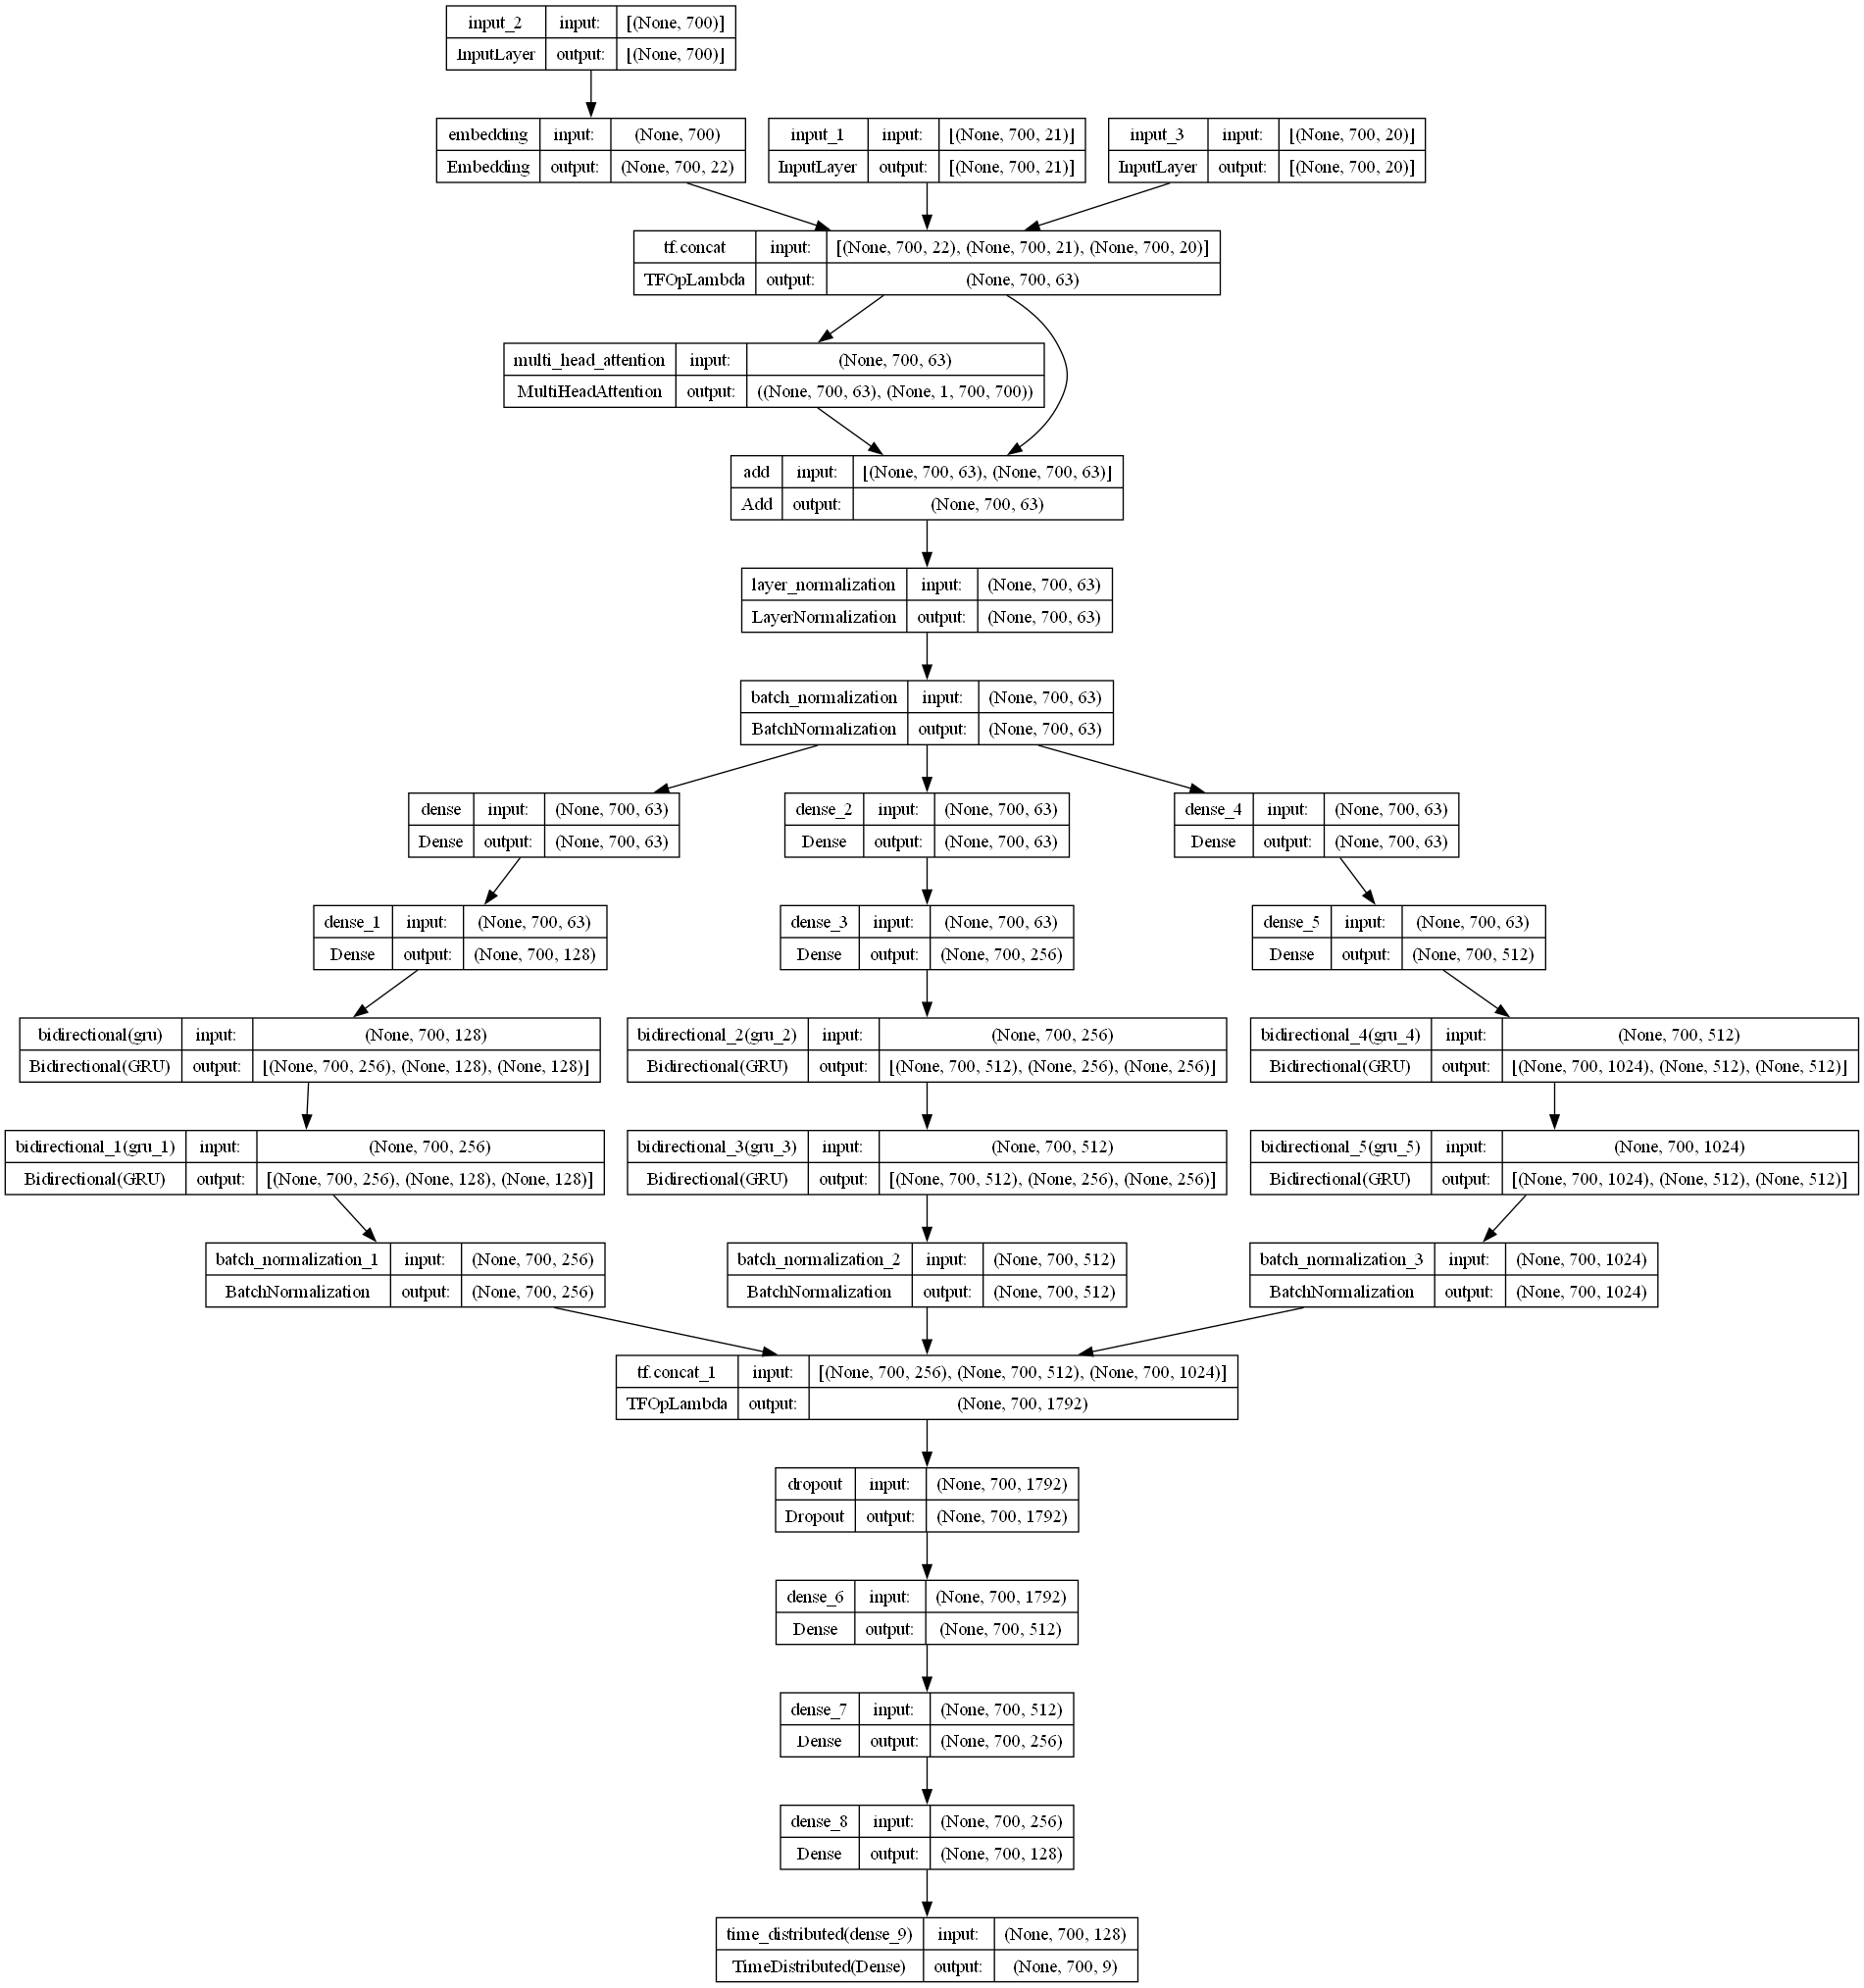 input_2 input: [(None, 700)]
InputLayer output: [(None, 700)]
embedding input: (None, 700)
Embedding output: (None, 700, 22)
input_1 input: [(None, 700, 21)]
InputLayer output: [(None, 700, 21)]
input_3 input: [(None, 700, 20)]
InputLayer output: [(None, 700, 20)]
tf.concat input: [(None, 700, 22), (None, 700, 21), (None, 700, 20)]
TFOpLambda output: (None, 700, 63)
multi_head_attention input: (None, 700, 63)
MultiHeadAttention output: ((None, 700, 63), (None, 1, 700, 700))
add input: [(None, 700, 63), (None, 700, 63)]
Add output: (None, 700, 63)
layer_normalization input: (None, 700, 63)
LayerNormalization output: (None, 700, 63)
batch_normalization input: (None, 700, 63)
BatchNormalization output: (None, 700, 63)
dense input: (None, 700, 63)
Dense output: (None, 700, 63)
dense_2 input: (None, 700, 63)
Dense output: (None, 700, 63)
dense_4 input: (None, 700, 63)
Dense output: (None, 700, 63)
dense_1 input: (None, 700, 63)
Dense output: (None, 700, 128)
dense_3 input: (None, 700, 63)
Dense output: (None, 700, 256)
dense_5 input: (None, 700, 63)
Dense output: (None, 700, 512)
bidirectional(gru) input: (None, 700, 128)
Bidirectional(GRU) output: [(None, 700, 256), (None, 128), (None, 128)]
bidirectional_2(gru_2) input: (None, 700, 256)
Bidirectional(GRU) output: [(None, 700, 512), (None, 256), (None, 256)]
bidirectional_4(gru_4) input: (None, 700, 512)
Bidirectional(GRU) output: [(None, 700, 1024), (None, 512), (None, 512)]
bidirectional_1(gru_1) input: (None, 700, 256)
Bidirectional(GRU) output: [(None, 700, 256), (None, 128), (None, 128)]
bidirectional_3(gru_3) input: (None, 700, 512)
Bidirectional(GRU) output: [(None, 700, 512), (None, 256), (None, 256)]
bidirectional_5(gru_5) input: (None, 700, 1024)
Bidirectional(GRU) output: [(None, 700, 1024), (None, 512), (None, 512)]
batch_normalization_1 input: (None, 700, 256)
BatchNormalization output: (None, 700, 256)
batch_normalization_2 input: (None, 700, 512)
BatchNormalization output: (None, 700, 512)
batch_normalization_3 input: (None, 700, 1024)
BatchNormalization output: (None, 700, 1024)
tf.concat_1 input: [(None, 700, 256), (None, 700, 512), (None, 700, 1024)]
TFOpLambda output: (None, 700, 1792)
dropout input: (None, 700, 1792)
Dropout output: (None, 700, 1792)
dense_6 input: (None, 700, 1792)
Dense output: (None, 700, 512)
dense_7 input: (None, 700, 512)
Dense output: (None, 700, 256)
dense_8 input: (None, 700, 256)
Dense output: (None, 700, 128)
time_distributed(dense_9) input: (None, 700, 128)
TimeDistributed(Dense) output: (None, 700, 9)